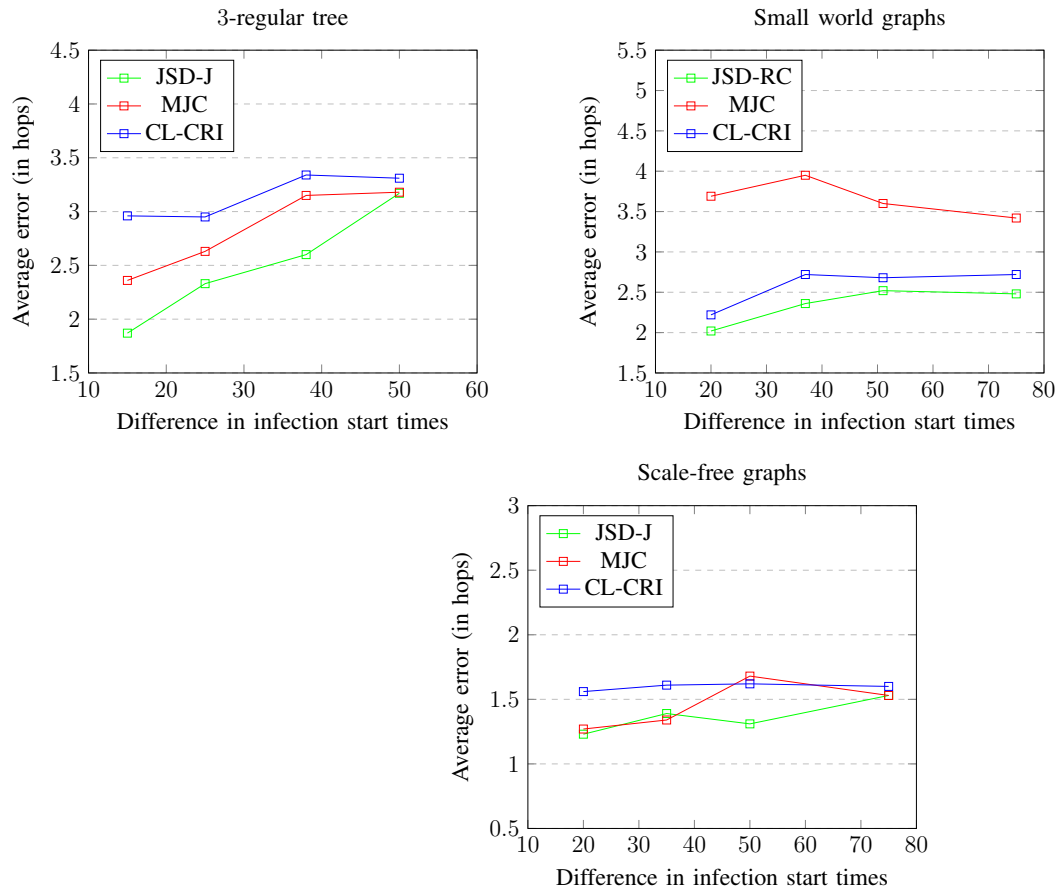 3-regular tree
4.5
4
3.5
3
2.5
2
1.5
10 20 30 40 50 60
Average error (in hops)
Difference in infection start times
JSD-J
MJC
CL-CRI
Small world graphs
5.5
5
4.5
4
3.5
3
2.5
2
1.5
10 20 30 40 50 60 70 80
Average error (in hops)
Difference in infection start times
JSD-RC
MJC
CL-CRI
Scale-free graphs
3
2.5
2
1.5
1
0.5
10 20 30 40 50 60 70 80
Average error (in hops)
Difference in infection start times
JSD-J
MJC
CL-CRI